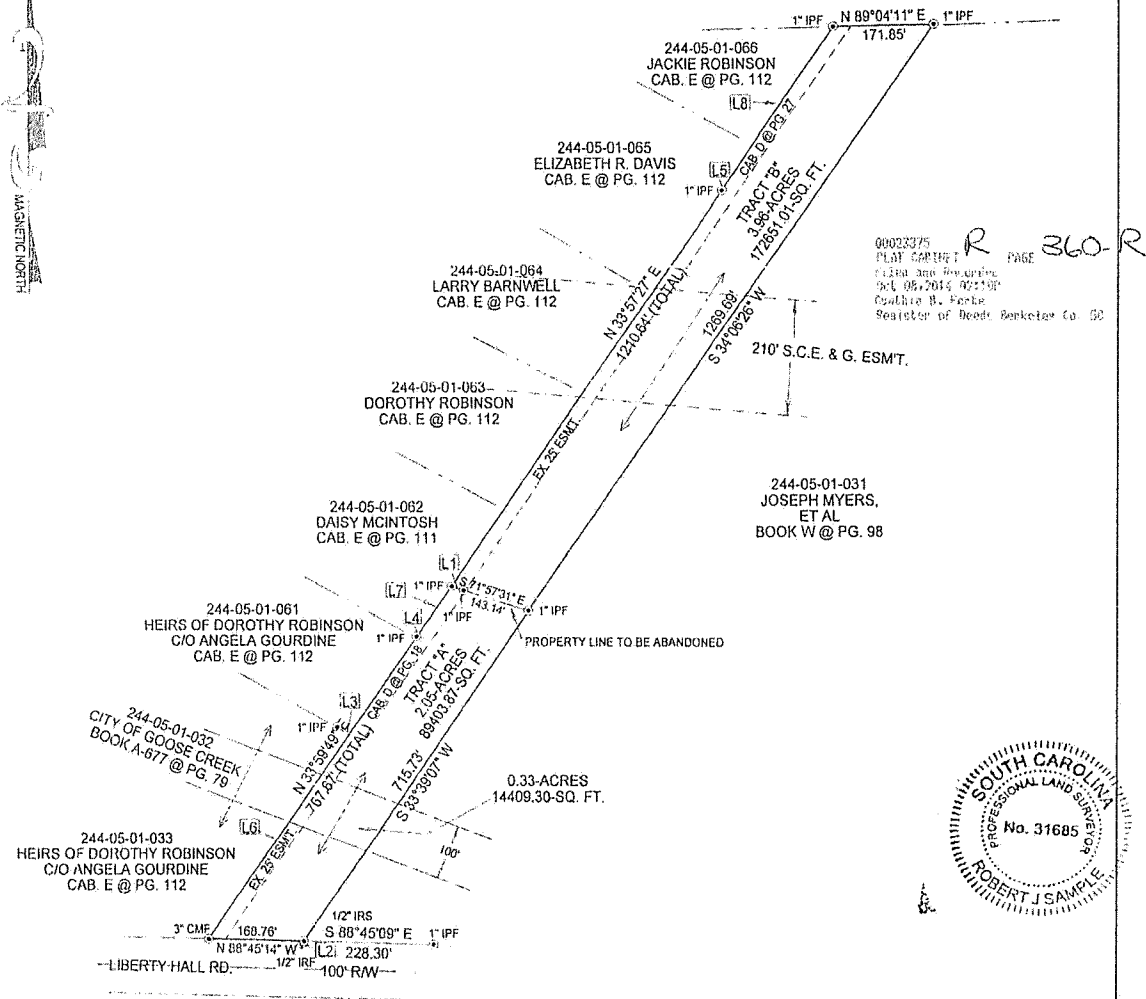 MAGNETIC NORTH
1" IPF
N 89°04'11" E
171.85'
1" IPF
244-05-01-066
JACKIE ROBINSON
CAB. E @ PG. 112
L8
CAB. D @ PG. 27
244-05-01-065
ELIZABETH R. DAVIS
CAB. E @ PG. 112
L5
1" IPF
TRACT "B"
3.96-ACRES
172651.01-SQ. FT.
00023375
PLAT CABINET R PAGE 360-R
Filed and Recorded
Register of Deeds Berkeley Co. SC
244-05-01-064
LARRY BARNWELL
CAB. E @ PG. 112
N 33°57'27" E
1210.64' (TOTAL)
1269.69'
S 34°06'26" W
210' S.C.E. & G. ESM'T.
244-05-01-063
DOROTHY ROBINSON
CAB. E @ PG. 112
EX. 25' ESMT.
244-05-01-031
JOSEPH MYERS,
ET AL
BOOK W @ PG. 98
244-05-01-062
DAISY MCINTOSH
CAB. E @ PG. 111
L1
L7
1" IPF
S 71°57'31" E
143.14'
1" IPF
1" IPF
L4
1" IPF
PROPERTY LINE TO BE ABANDONED
244-05-01-061
HEIRS OF DOROTHY ROBINSON
C/O ANGELA GOURDINE
CAB. E @ PG. 112
CAB. D @ PG. 18
TRACT "A"
2.05-ACRES
89403.87-SQ. FT.
L3
1" IPF
244-05-01-032
CITY OF GOOSE CREEK
BOOK A-677 @ PG. 79
N 33°59'49" E
767.67' (TOTAL)
715.73'
S 33°39'07" W
0.33-ACRES
14409.30-SQ. FT.
L6
100'
EX. 25' ESM'T
244-05-01-033
HEIRS OF DOROTHY ROBINSON
C/O ANGELA GOURDINE
CAB. E @ PG. 112
SOUTH CAROLINA
PROFESSIONAL LAND SURVEYOR
No. 31685
ROBERT J SAMPLE
3" CMF
168.76'
N 88°45'14" W
1/2" IRS
S 88°45'09" E
1" IPF
L2
228.30'
1/2" IRF
LIBERTY HALL RD.
100' R/W